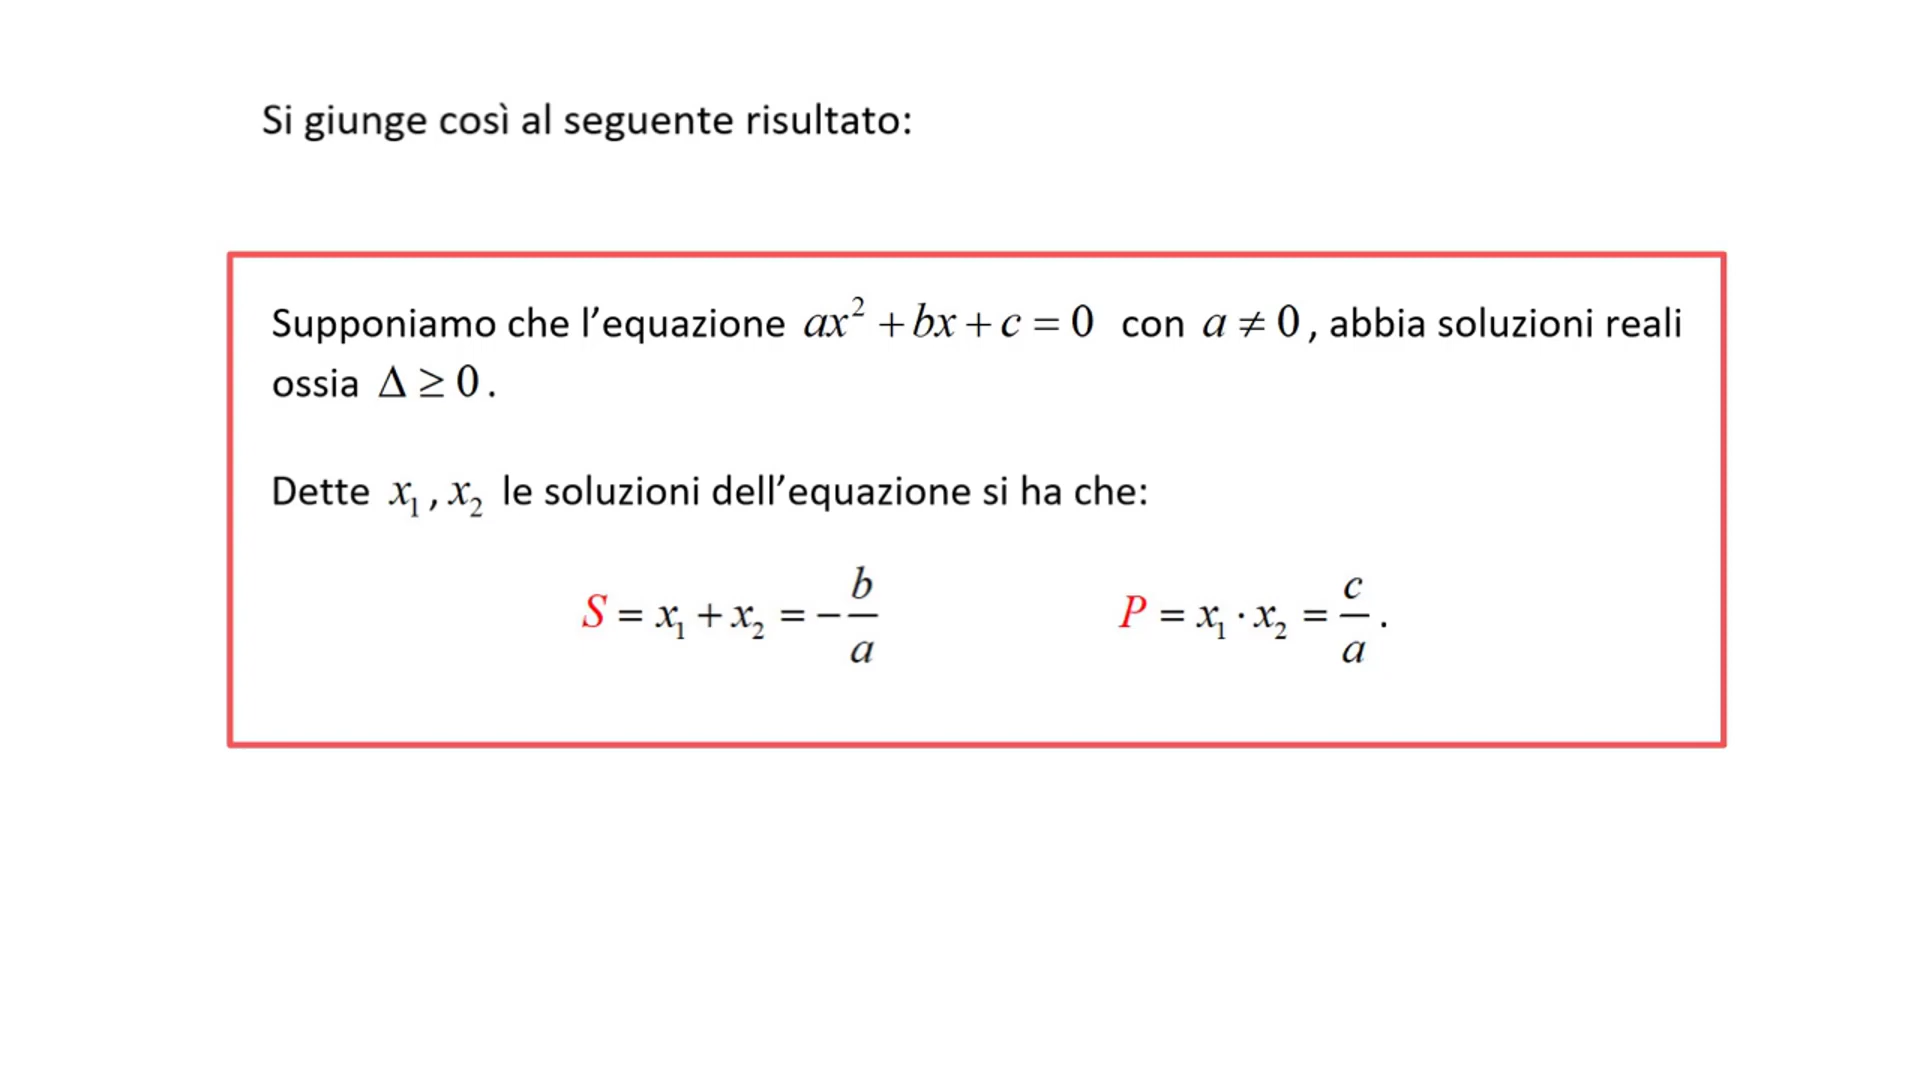 Si giunge così al seguente risultato:
Supponiamo che l’equazione ax² + bx + c = 0 con a ≠ 0, abbia soluzioni reali
ossia Δ ≥ 0.
Dette x₁, x₂ le soluzioni dell’equazione si ha che:
S = x₁ + x₂ = −b/a P = x₁ · x₂ = c/a.